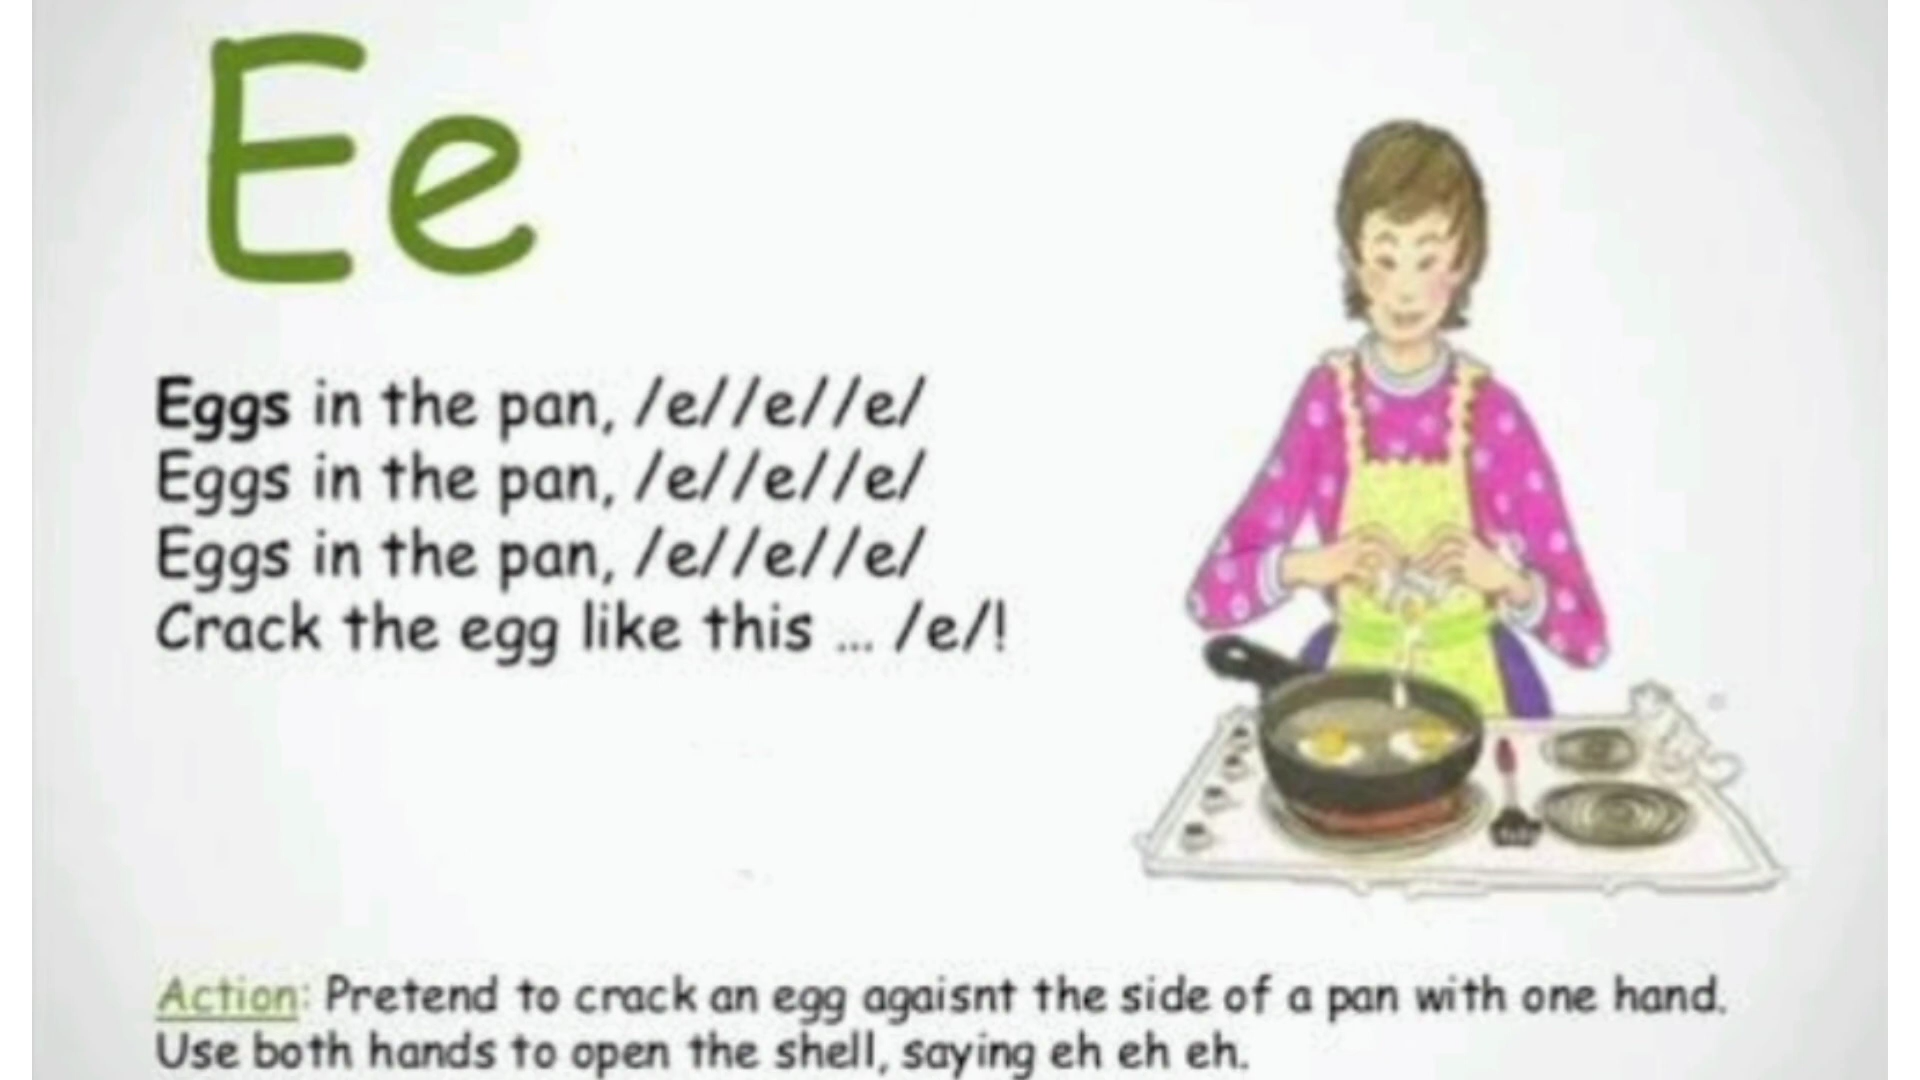 Ee
Eggs in the pan, /e//e//e/
Eggs in the pan, /e//e//e/
Eggs in the pan, /e//e//e/
Crack the egg like this ... /e/!
Action: Pretend to crack an egg agaisnt the side of a pan with one hand.
Use both hands to open the shell, saying eh eh eh.